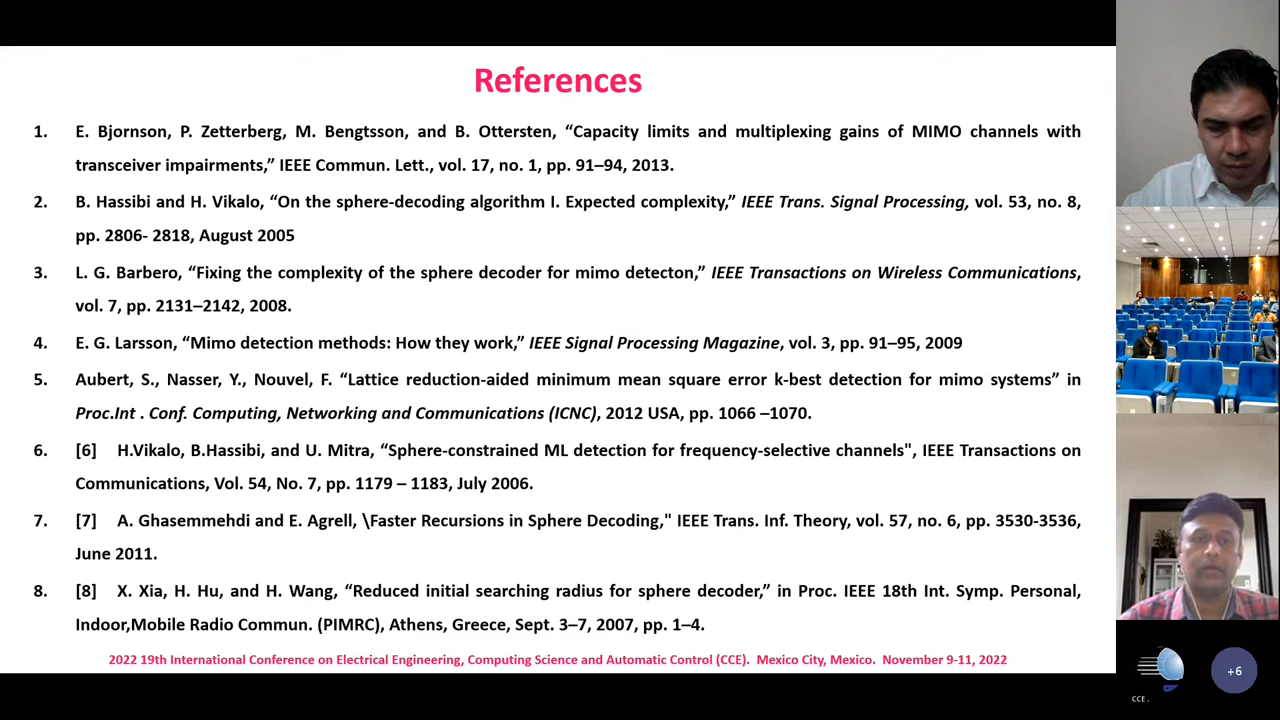 References
1. E. Bjornson, P. Zetterberg, M. Bengtsson, and B. Ottersten, “Capacity limits and multiplexing gains of MIMO channels with
transceiver impairments,” IEEE Commun. Lett., vol. 17, no. 1, pp. 91–94, 2013.
2. B. Hassibi and H. Vikalo, “On the sphere-decoding algorithm I. Expected complexity,” IEEE Trans. Signal Processing, vol. 53, no. 8,
pp. 2806- 2818, August 2005
3. L. G. Barbero, “Fixing the complexity of the sphere decoder for mimo detecton,” IEEE Transactions on Wireless Communications,
vol. 7, pp. 2131–2142, 2008.
4. E. G. Larsson, “Mimo detection methods: How they work,” IEEE Signal Processing Magazine, vol. 3, pp. 91–95, 2009
5. Aubert, S., Nasser, Y., Nouvel, F. “Lattice reduction-aided minimum mean square error k-best detection for mimo systems” in
Proc.Int . Conf. Computing, Networking and Communications (ICNC), 2012 USA, pp. 1066 –1070.
6. [6] H.Vikalo, B.Hassibi, and U. Mitra, “Sphere-constrained ML detection for frequency-selective channels", IEEE Transactions on
Communications, Vol. 54, No. 7, pp. 1179 – 1183, July 2006.
7. [7] A. Ghasemmehdi and E. Agrell, \Faster Recursions in Sphere Decoding," IEEE Trans. Inf. Theory, vol. 57, no. 6, pp. 3530-3536,
June 2011.
8. [8] X. Xia, H. Hu, and H. Wang, “Reduced initial searching radius for sphere decoder,” in Proc. IEEE 18th Int. Symp. Personal,
Indoor,Mobile Radio Commun. (PIMRC), Athens, Greece, Sept. 3–7, 2007, pp. 1–4.
2022 19th International Conference on Electrical Engineering, Computing Science and Automatic Control (CCE). Mexico City, Mexico. November 9-11, 2022
+6
CCE .